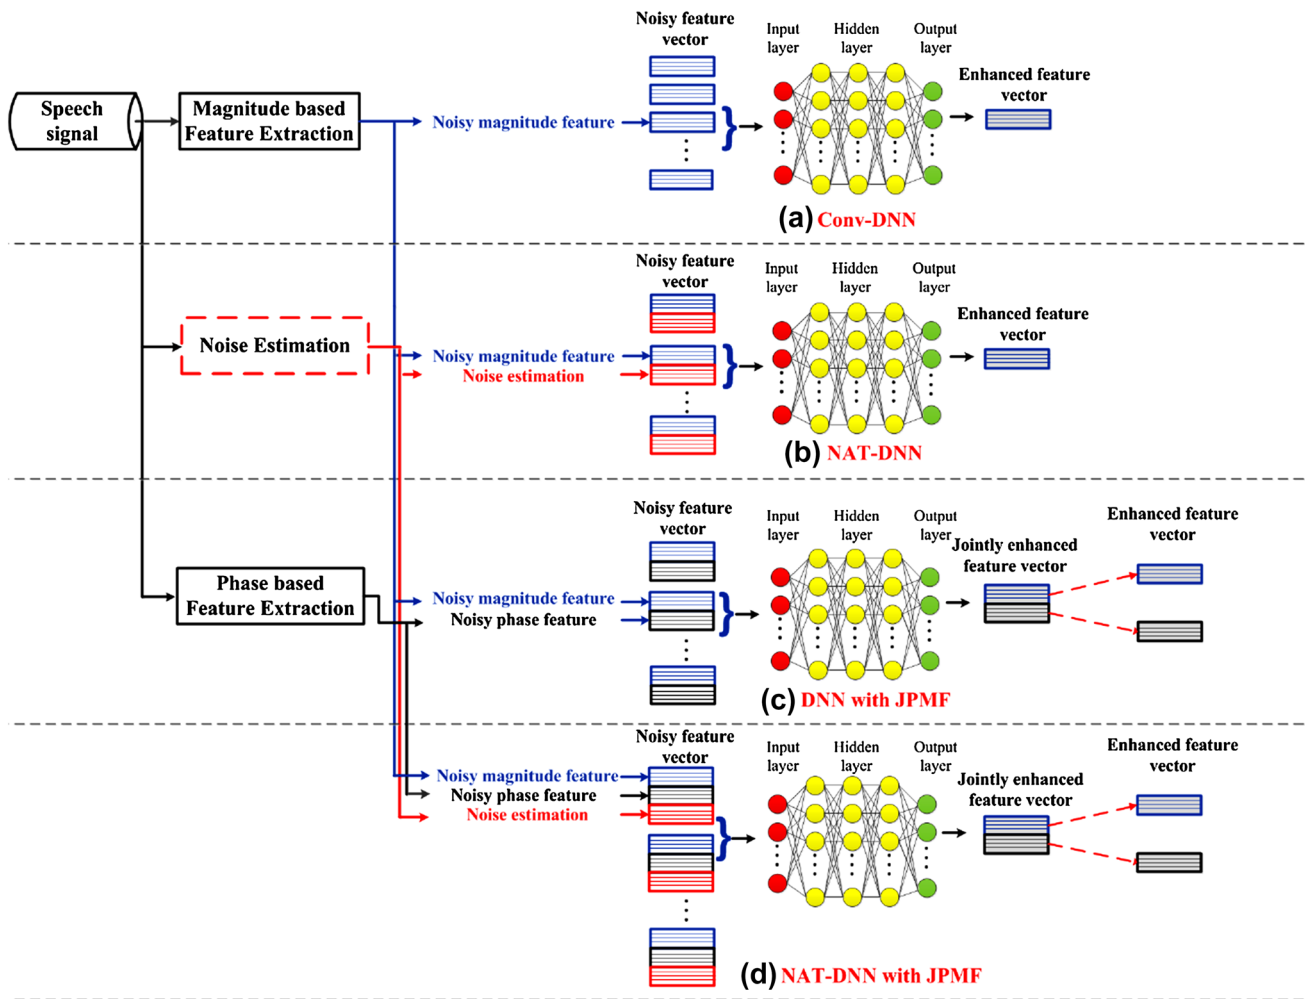 Speech
signal
Magnitude based
Feature Extraction
Noisy magnitude feature
Noisy feature
vector
Input
layer
Hidden
layer
Output
layer
Enhanced feature
vector
(a) Conv-DNN
Noise Estimation
Noisy magnitude feature
Noise estimation
Noisy feature
vector
Input
layer
Hidden
layer
Output
layer
Enhanced feature
vector
(b) NAT-DNN
Phase based
Feature Extraction
Noisy magnitude feature
Noisy phase feature
Noisy feature
vector
Input
layer
Hidden
layer
Output
layer
Jointly enhanced
feature vector
Enhanced feature
vector
(c) DNN with JPMF
Noisy magnitude feature
Noisy phase feature
Noise estimation
Noisy feature
vector
Input
layer
Hidden
layer
Output
layer
Jointly enhanced
feature vector
Enhanced feature
vector
(d) NAT-DNN with JPMF